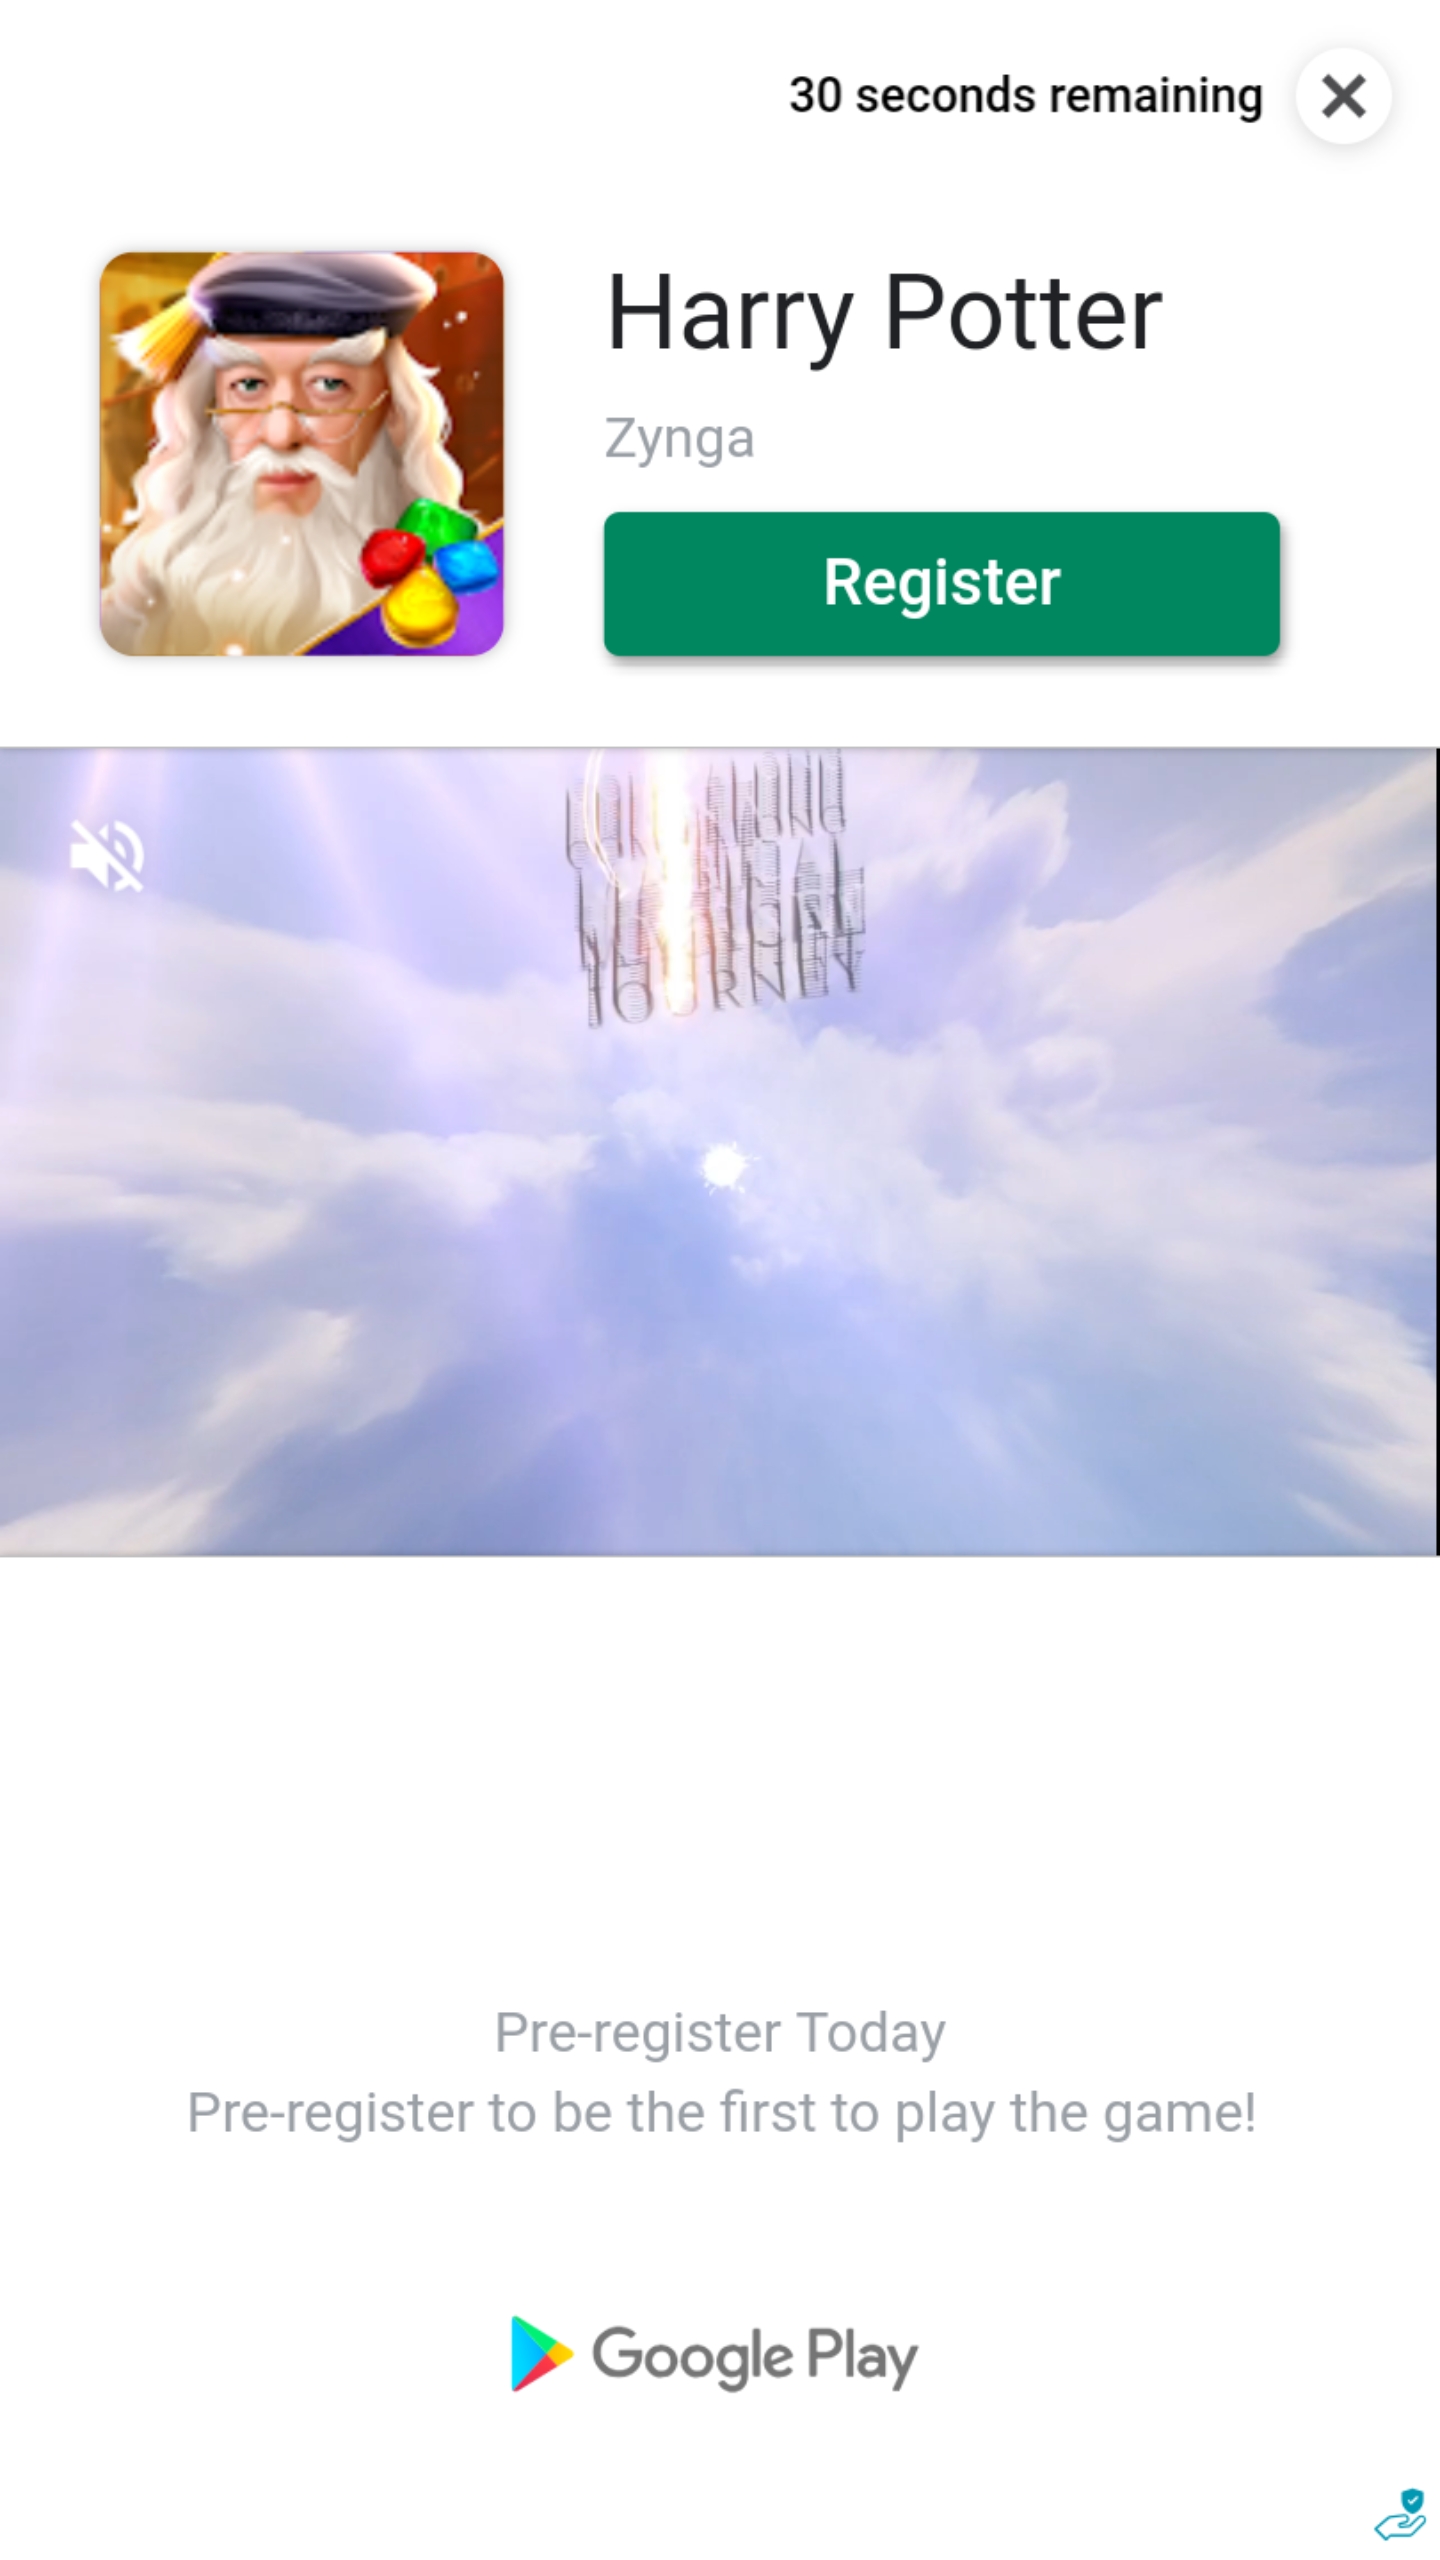 30 seconds remaining
Harry Potter
Zynga
Register
JOURNEY
Pre-register Today
Pre-register to be the first to play the game!
Google Play